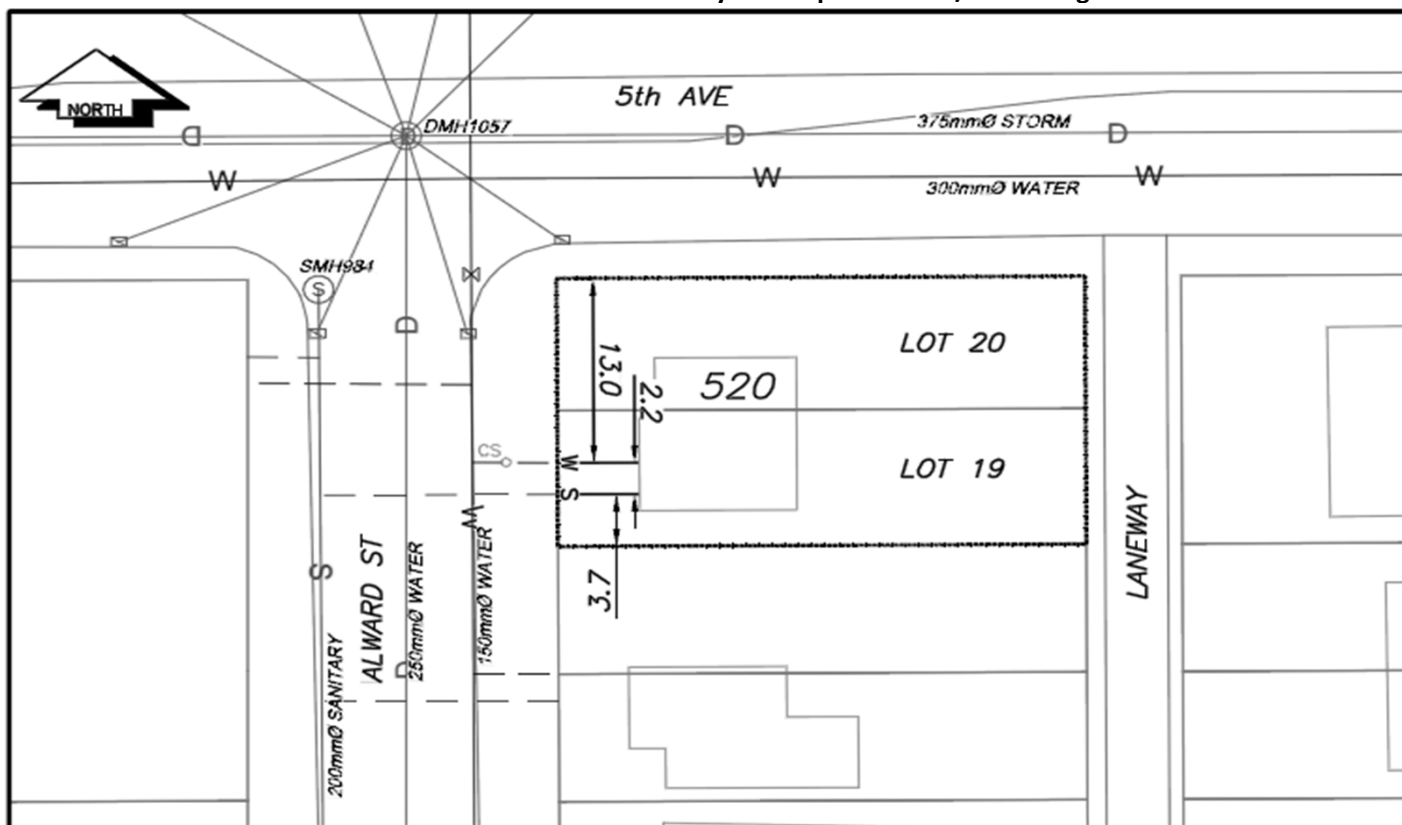 5th AVE
NORTH
DMH1057
375mmØ STORM
D
D
D
W
W
W
300mmØ WATER
SMH984
S
D
LOT 20
13.0
2.2
520
CS
W
LOT 19
S
W
LANEWAY
ALWARD ST
250mmØ WATER
150mmØ WATER
S
3.7
D
200mmØ SANITARY